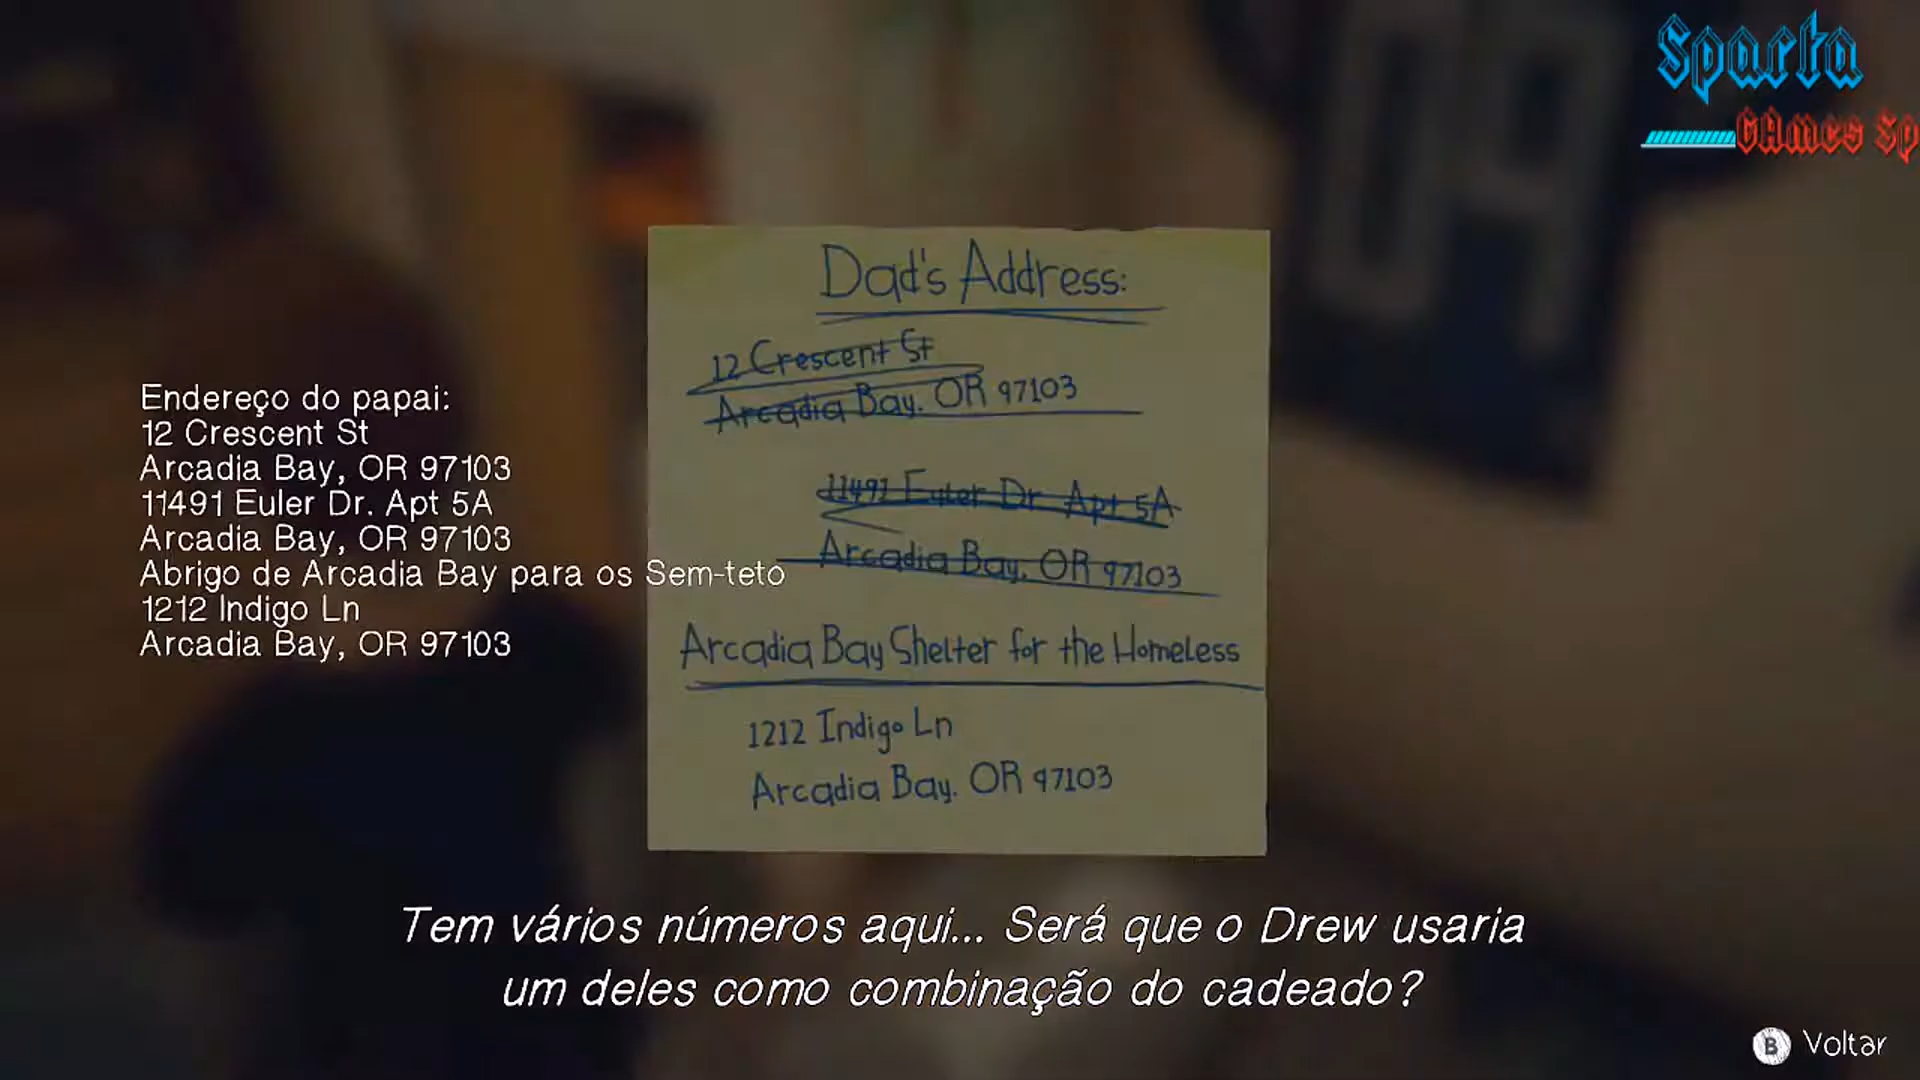 Sparta
GAmes Sp
Dad's Address:
12 Crescent St
Arcadia Bay, OR 97103
11491 Euler Dr. Apt 5A
Arcadia Bay, OR 97103
Arcadia Bay Shelter for the Homeless
1212 Indigo Ln
Arcadia Bay, OR 97103
Endereço do papai:
12 Crescent St
Arcadia Bay, OR 97103
11491 Euler Dr. Apt 5A
Arcadia Bay, OR 97103
Abrigo de Arcadia Bay para os Sem-teto
1212 Indigo Ln
Arcadia Bay, OR 97103
Tem vários números aqui... Será que o Drew usaria
um deles como combinação do cadeado?
B Voltar
09